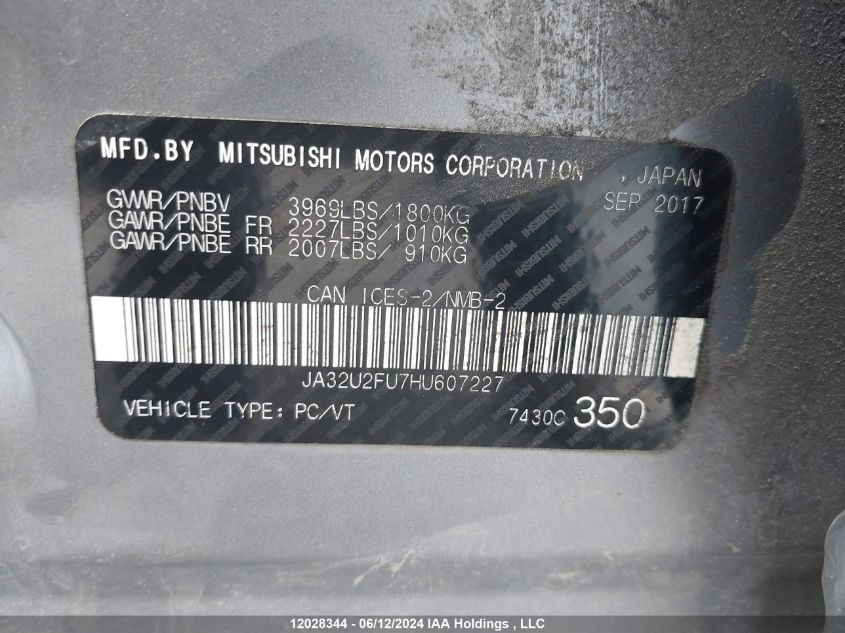 MFD.BY MITSUBISHI MOTORS CORPORATION , JAPAN
SEP 2017
GVWR/PNBV 3969LBS/1800KG
GAWR/PNBE FR 2227LBS/1010KG
GAWR/PNBE RR 2007LBS/ 910KG
CAN ICES-2/NMB-2
JA32U2FU7HU607227
VEHICLE TYPE: PC/VT 7430C 350
12028344 - 06/12/2024 IAA Holdings , LLC